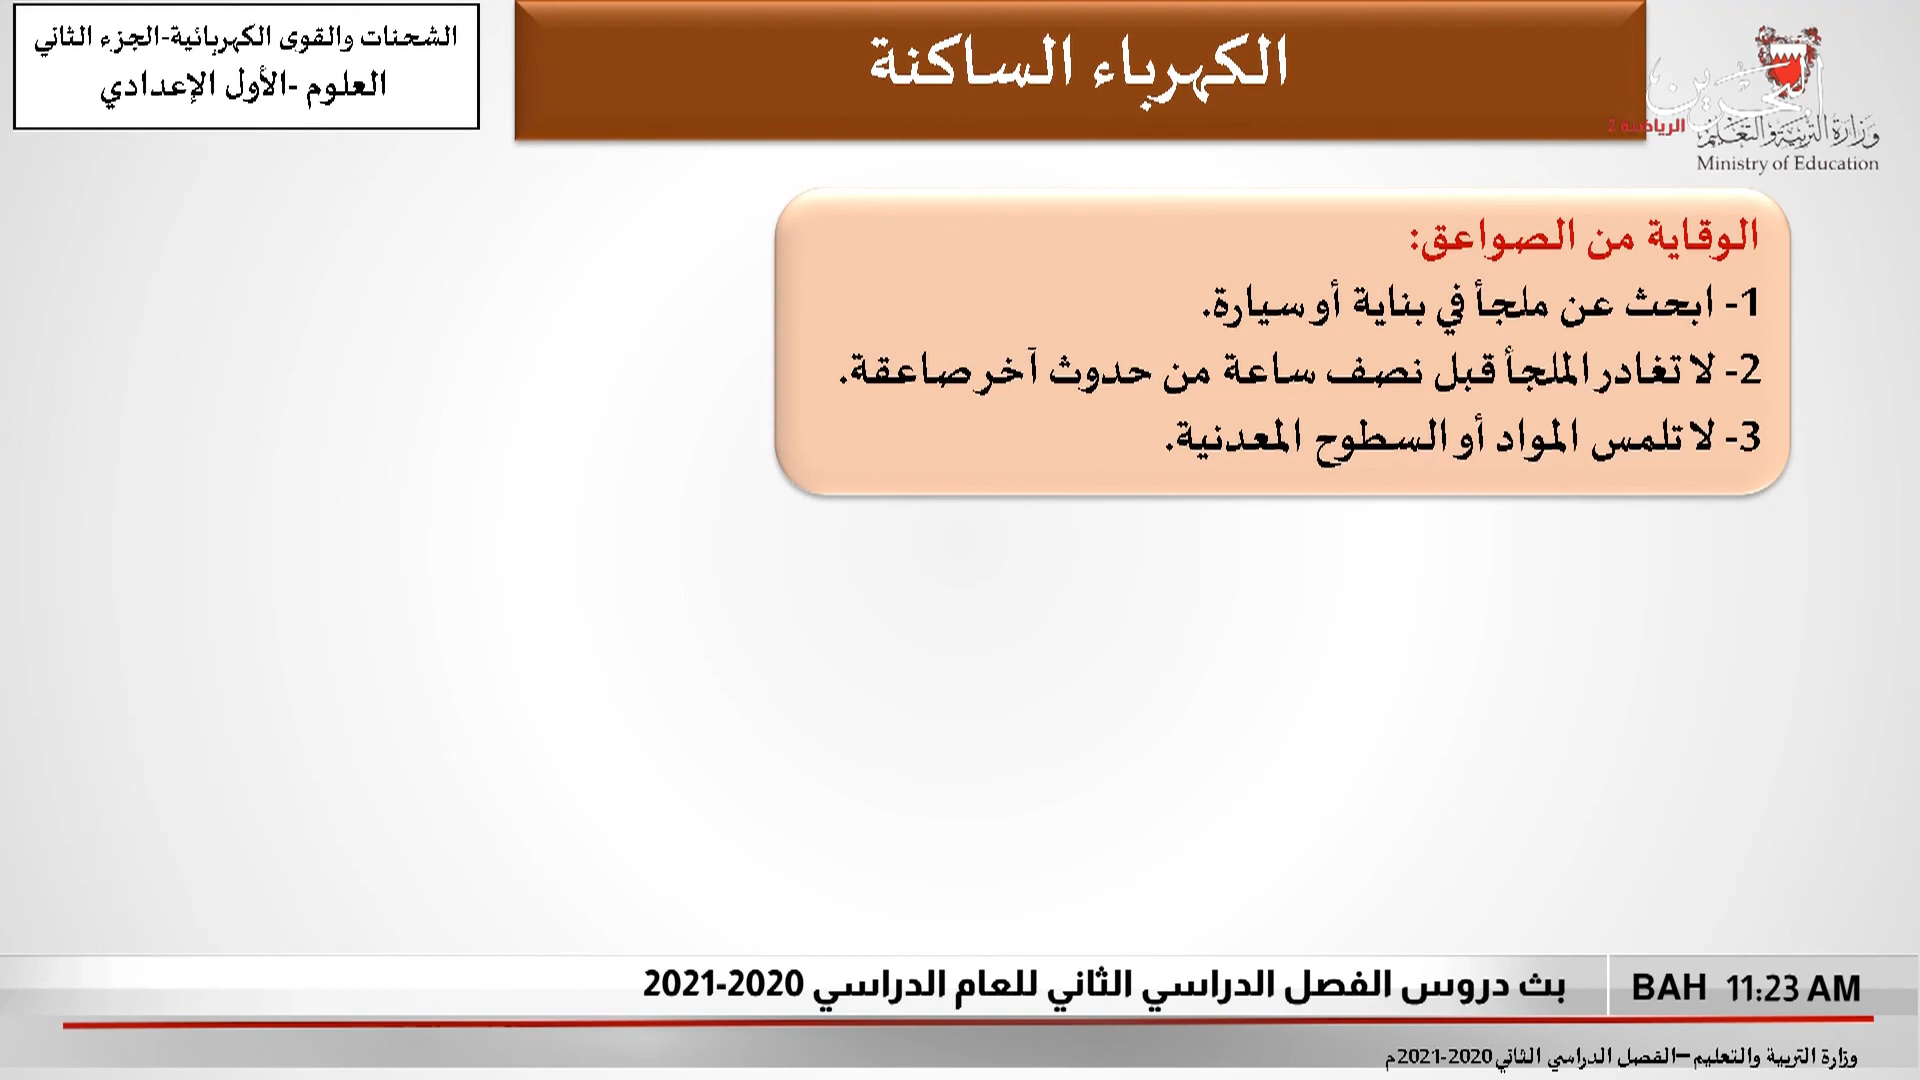 الشحنات والقوى الكهربائية-الجزء الثاني
العلوم -الأول الإعدادي
الكهرباء الساكنة
البحرين
الرياضية 2
وزارة التربية والتعليم
Ministry of Education
الوقاية من الصواعق:
1- ابحث عن ملجأ في بناية أو سيارة.
2- لا تغادر الملجأ قبل نصف ساعة من حدوث آخر صاعقة.
3- لا تلمس المواد أو السطوح المعدنية.
بث دروس الفصل الدراسي الثاني للعام الدراسي 2020-2021
BAH 11:23 AM
وزارة التربية والتعليم –الفصل الدراسي الثاني 2020-2021م